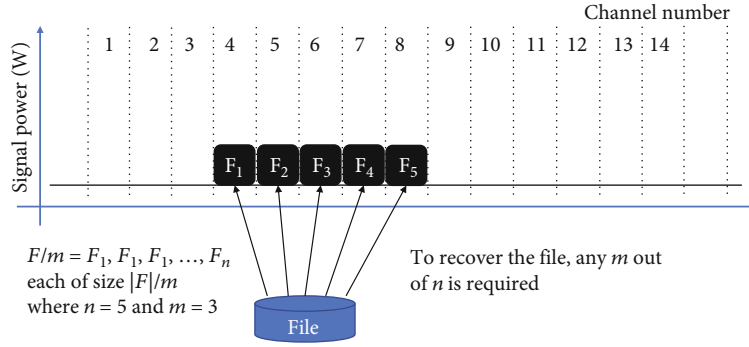 Channel number
1 2 3 4 5 6 7 8 9 10 11 12 13 14
Signal power (W)
F₁ F₂ F₃ F₄ F₅
F/m = F₁, F₁, F₁, …, Fₙ
each of size |F|/m
where n = 5 and m = 3
To recover the file, any m out
of n is required
File